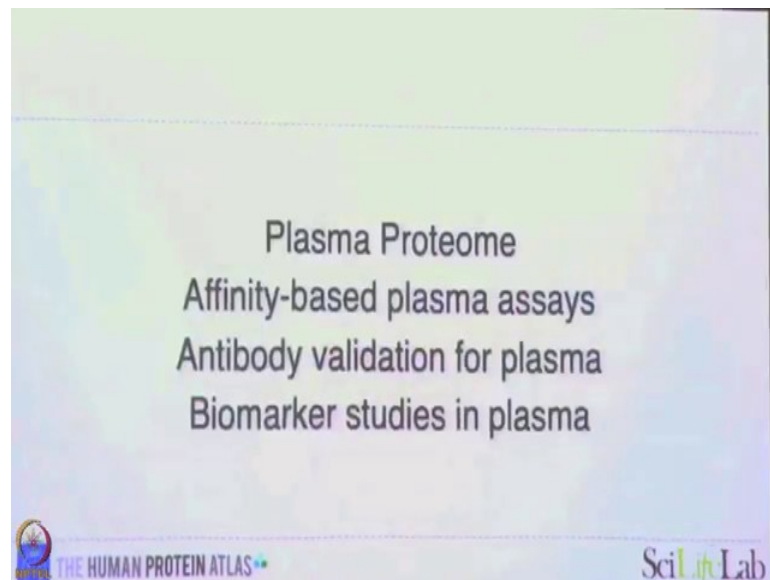 Plasma Proteome
Affinity-based plasma assays
Antibody validation for plasma
Biomarker studies in plasma
THE HUMAN PROTEIN ATLAS
SciLifeLab